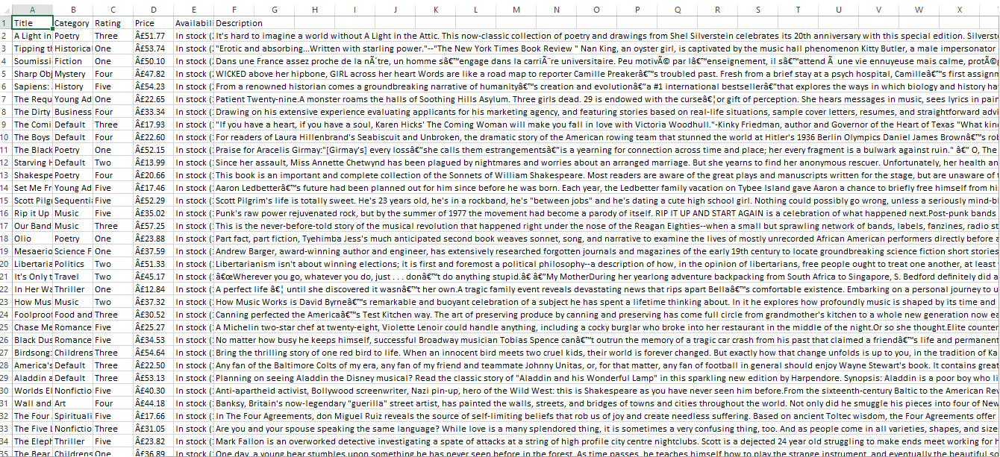 A B C D E F G H I J K L M N O P Q R S T U V W X
1 Title Category Rating Price Availabili Description
2 A Light in Poetry Three Â£51.77 In stock (2 It's hard to imagine a world without A Light in the Attic. This now-classic collection of poetry and drawings from Shel Silverstein celebrates its 20th anniversary with this special edition. Silverste
3 Tipping th Historical One Â£53.74 In stock (2 "Erotic and absorbing...Written with starling power."--"The New York Times Book Review " Nan King, an oyster girl, is captivated by the music hall phenomenon Kitty Butler, a male impersonator
4 Soumissi Fiction One Â£50.10 In stock (2 Dans une France assez proche de la nÃ´tre, un homme sâ€™engage dans la carriÃ¨re universitaire. Peu motivÃ© par lâ€™enseignement, il sâ€™attend Ã  une vie ennuyeuse mais calme, protÃ©g
5 Sharp Obj Mystery Four Â£47.82 In stock (2 WICKED above her hipbone, GIRL across her heart Words are like a road map to reporter Camille Preakerâ€™s troubled past. Fresh from a brief stay at a psych hospital, Camilleâ€™s first assignm
6 Sapiens: . History Five Â£54.23 In stock (2 From a renowned historian comes a groundbreaking narrative of humanityâ€™s creation and evolutionâ€”a #1 international bestsellerâ€”that explores the ways in which biology and history ha
7 The Requ Young Ad One Â£22.65 In stock ( Patient Twenty-nine.A monster roams the halls of Soothing Hills Asylum. Three girls dead. 29 is endowed with the curseâ€¦or gift of perception. She hears messages in music, sees lyrics in pain
8 The Dirty Business Four Â£33.34 In stock ( Drawing on his extensive experience evaluating applicants for his marketing agency, and featuring stories based on real-life situations, sample cover letters, resumes, and straightforward advi
9 The Comi Default Three Â£17.93 In stock ( "If you have a heart, if you have a soul, Karen Hicks' The Coming Woman will make you fall in love with Victoria Woodhull."-Kinky Friedman, author and Governor of the Heart of Texas "What kin
10 The Boys Default Four Â£22.60 In stock ( For readers of Laura Hillenbrand's Seabiscuit and Unbroken, the dramatic story of the American rowing team that stunned the world at Hitler's 1936 Berlin Olympics Daniel James Brownâ€™s rob
11 The Black Poetry One Â£52.15 In stock ( Praise for Aracelis Girmay:"[Girmay's] every lossâ€”she calls them estrangementsâ€”is a yearning for connection across time and place; her every fragment is a bulwark against ruin." â€” O, The
12 Starving H Default Two Â£13.99 In stock ( Since her assault, Miss Annette Chetwynd has been plagued by nightmares and worries about an arranged marriage. But she yearns to find her anonymous rescuer. Unfortunately, her health an
13 Shakespe Poetry Four Â£20.66 In stock ( This book is an important and complete collection of the Sonnets of William Shakespeare. Most readers are aware of the great plays and manuscripts written for the stage, but are unaware of t
14 Set Me Fr Young Ad Five Â£17.46 In stock ( Aaron Ledbetterâ€™s future had been planned out for him since before he was born. Each year, the Ledbetter family vacation on Tybee Island gave Aaron a chance to briefly free himself from hi
15 Scott Pilg Sequentia Five Â£52.29 In stock ( Scott Pilgrim's life is totally sweet. He's 23 years old, he's in a rockband, he's "between jobs" and he's dating a cute high school girl. Nothing could possibly go wrong, unless a seriously mind-b
16 Rip it Up Music Five Â£35.02 In stock ( Punk's raw power rejuvenated rock, but by the summer of 1977 the movement had become a parody of itself. RIP IT UP AND START AGAIN is a celebration of what happened next.Post-punk bands
17 Our Band Music Three Â£57.25 In stock ( This is the never-before-told story of the musical revolution that happened right under the nose of the Reagan Eighties--when a small but sprawling network of bands, labels, fanzines, radio st
18 Olio Poetry One Â£23.88 In stock ( Part fact, part fiction, Tyehimba Jess's much anticipated second book weaves sonnet, song, and narrative to examine the lives of mostly unrecorded African American performers directly before a
19 Mesaerio Science F One Â£37.59 In stock ( Andrew Barger, award-winning author and engineer, has extensively researched forgotten journals and magazines of the early 19th century to locate groundbreaking science fiction short stories
20 Libertaria Politics Two Â£51.33 In stock ( Libertarianism isn't about winning elections; it is first and foremost a political philosophy--a description of how, in the opinion of libertarians, free people ought to treat one another, at least
21 It's Only t Travel Two Â£45.17 In stock ( â€œWherever you go, whatever you do, just . . . donâ€™t do anything stupid.â€ â€”My MotherDuring her yearlong adventure backpacking from South Africa to Singapore, S. Bedford definitely did a
22 In Her Wa Thriller One Â£12.84 In stock ( A perfect life â€¦ until she discovered it wasnâ€™t her own.A tragic family event reveals devastating news that rips apart Bellaâ€™s comfortable existence. Embarking on a personal journey to u
23 How Mus Music Two Â£37.32 In stock ( How Music Works is David Byrneâ€™s remarkable and buoyant celebration of a subject he has spent a lifetime thinking about. In it he explores how profoundly music is shaped by its time and
24 Foolproof Food and Three Â£30.52 In stock ( Canning perfected the Americaâ€™s Test Kitchen way. The art of preserving produce by canning and preserving has come full circle from grandmother's kitchen to a whole new generation now ea
25 Chase Me Romance Five Â£25.27 In stock ( A Michelin two-star chef at twenty-eight, Violette Lenoir could handle anything, including a cocky burglar who broke into her restaurant in the middle of the night.Or so she thought.Elite counter
26 Black Dus Romance Five Â£34.53 In stock ( No matter how busy he keeps himself, successful Broadway musician Tobias Spence canâ€™t outrun the memory of a tragic car crash from his past that claimed a friendâ€™s life and permanent
27 Birdsong: Childrens Three Â£54.64 In stock ( Bring the thrilling story of one red bird to life. When an innocent bird meets two cruel kids, their world is forever changed. But exactly how that change unfolds is up to you, in the tradition of Ka
28 America's Default Three Â£22.50 In stock ( Any fan of the Baltimore Colts of my era, any fan of my friend and teammate Johnny Unitas, or, for that matter, any fan of football in general should enjoy Wayne Stewart's book. It contains great
29 Aladdin a Default Three Â£53.13 In stock ( Planning on seeing Aladdin the Disney musical? Read the classic story of "Aladdin and his Wonderful Lamp" in this sparkling new edition by Harpendore. Synopsis: Aladdin is a poor boy who li
30 Worlds El Nonfictio Five Â£40.30 In stock ( Anti-apartheid activist, Bollywood screenwriter, Nazi pin-up, hero of the Wild West: this is Shakespeare as you have never seen him before.From the sixteenth-century Baltic to the American Rev
31 Wall and Art Four Â£44.18 In stock ( Banksy, Britain's now-legendary "guerilla" street artist, has painted the walls, streets, and bridges of towns and cities throughout the world. Not only did he smuggle his pieces into four of New
32 The Four . Spirituali Five Â£17.66 In stock ( In The Four Agreements, don Miguel Ruiz reveals the source of self-limiting beliefs that rob us of joy and create needless suffering. Based on ancient Toltec wisdom, the Four Agreements offer
33 The Five L Nonfictio Three Â£31.05 In stock ( Are you and your spouse speaking the same language? While love is a many splendored thing, it is sometimes a very confusing thing, too. And as people come in all varieties, shapes, and size
34 The Eleph Thriller Five Â£23.82 In stock ( Mark Fallon is an overworked detective investigating a spate of attacks at a string of high profile city centre nightclubs. Scott is a dejected 24 year old struggling to make ends meet working for
35 The Bear Childrens One Â£36.89 In stock ( One day, a young bear stumbles upon something he has never seen before in the forest. As time passes, he teaches himself how to play the strange instrument, and eventually the beautiful